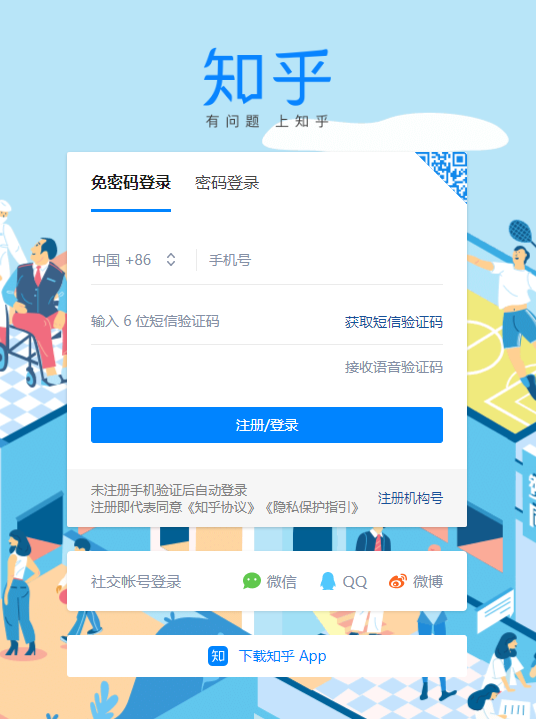 知乎
有问题 上知乎
免密码登录 密码登录
中国 +86 手机号
输入 6 位短信验证码 获取短信验证码
接收语音验证码
注册/登录
未注册手机验证后自动登录
注册即代表同意《知乎协议》《隐私保护指引》 注册机构号
社交帐号登录 微信 QQ 微博
知 下载知乎 App